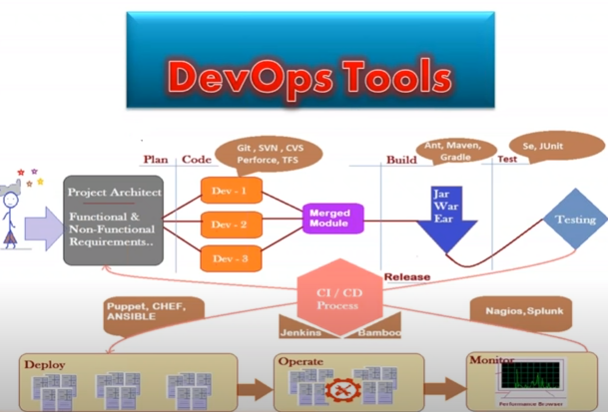 DevOps Tools
Plan
Code
Git , SVN , CVS
Perforce, TFS
Build
Ant, Maven,
Gradle
Test
Se, JUnit
Project Architect
Functional &
Non-Functional
Requirements..
Dev - 1
Dev - 2
Dev - 3
Merged
Module
Jar
War
Ear
Testing
Release
CI / CD
Process
Jenkins
Bamboo
Puppet, CHEF,
ANSIBLE
Nagios,Splunk
Deploy
Operate
Monitor
Performance Browser